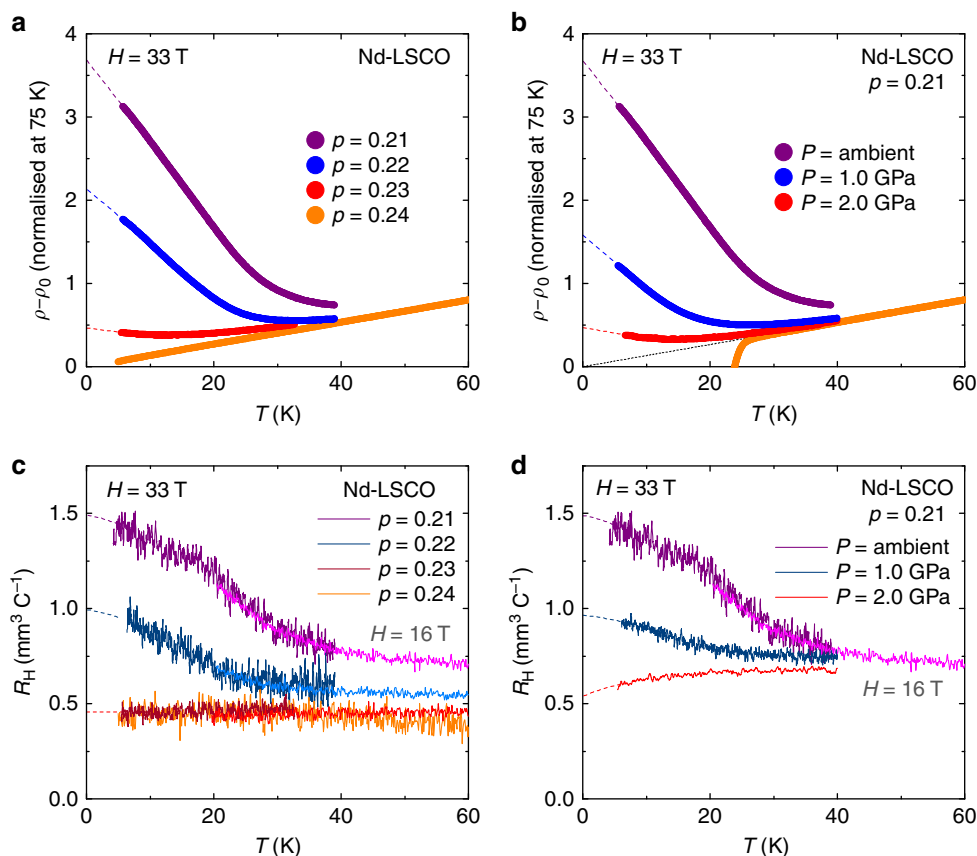 a
H = 33 T
Nd-LSCO
p = 0.21
p = 0.22
p = 0.23
p = 0.24
ρ–ρ0 (normalised at 75 K)
4
3
2
1
0
0
20
40
60
T (K)
b
H = 33 T
Nd-LSCO
p = 0.21
P = ambient
P = 1.0 GPa
P = 2.0 GPa
ρ–ρ0 (normalised at 75 K)
4
3
2
1
0
0
20
40
60
T (K)
c
H = 33 T
Nd-LSCO
p = 0.21
p = 0.22
p = 0.23
p = 0.24
H = 16 T
RH (mm³ C⁻¹)
1.5
1.0
0.5
0.0
0
20
40
60
T (K)
d
H = 33 T
Nd-LSCO
p = 0.21
P = ambient
P = 1.0 GPa
P = 2.0 GPa
H = 16 T
RH (mm³ C⁻¹)
1.5
1.0
0.5
0.0
0
20
40
60
T (K)